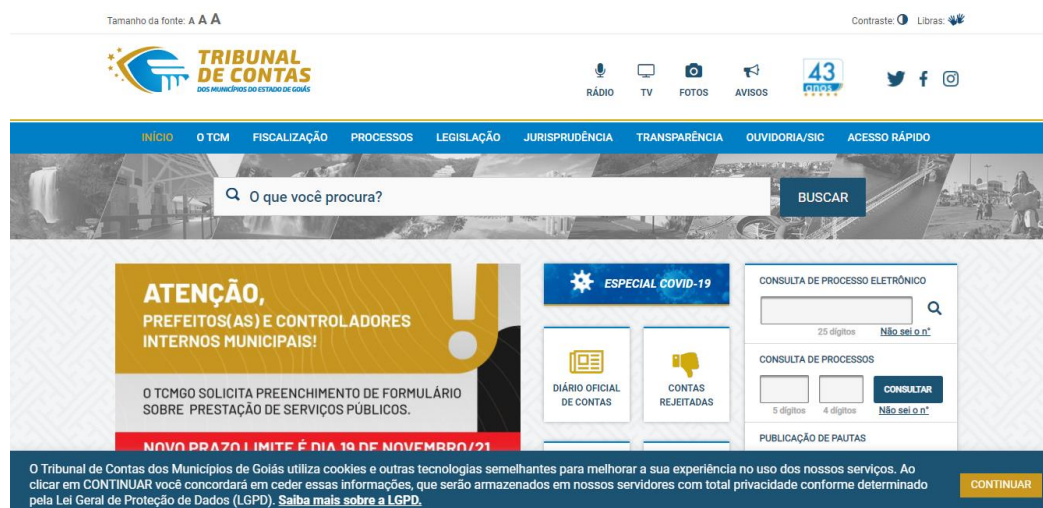 Tamanho da fonte: A A A
Contraste: Libras:
TRIBUNAL
DE CONTAS
DOS MUNICÍPIOS DO ESTADO DE GOIÁS
RÁDIO TV FOTOS AVISOS
43
anos
INÍCIO O TCM FISCALIZAÇÃO PROCESSOS LEGISLAÇÃO JURISPRUDÊNCIA TRANSPARÊNCIA OUVIDORIA/SIC ACESSO RÁPIDO
O que você procura? BUSCAR
ATENÇÃO,
PREFEITOS(AS) E CONTROLADORES
INTERNOS MUNICIPAIS!
O TCMGO SOLICITA PREENCHIMENTO DE FORMULÁRIO
SOBRE PRESTAÇÃO DE SERVIÇOS PÚBLICOS.
NOVO PRAZO LIMITE É DIA 19 DE NOVEMBRO/21
ESPECIAL COVID-19
DIÁRIO OFICIAL
DE CONTAS
CONTAS
REJEITADAS
CONSULTA DE PROCESSO ELETRÔNICO
25 dígitos Não sei o n°
CONSULTA DE PROCESSOS
CONSULTAR
5 dígitos 4 dígitos Não sei o n°
PUBLICAÇÃO DE PAUTAS
O Tribunal de Contas dos Municípios de Goiás utiliza cookies e outras tecnologias semelhantes para melhorar a sua experiência no uso dos nossos serviços. Ao
clicar em CONTINUAR você concordará em ceder essas informações, que serão armazenados em nossos servidores com total privacidade conforme determinado
pela Lei Geral de Proteção de Dados (LGPD). Saiba mais sobre a LGPD.
CONTINUAR